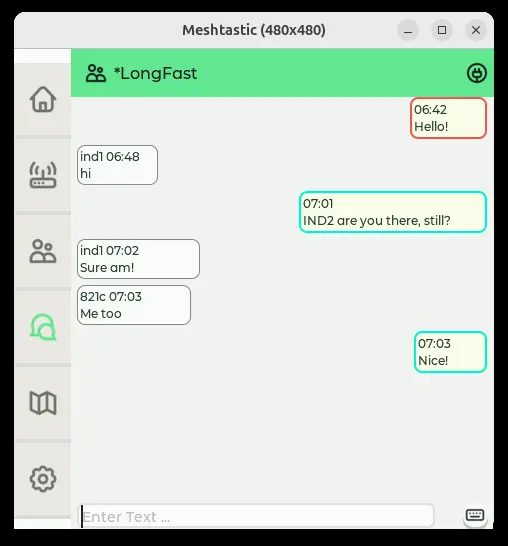 Meshtastic (480x480)
*LongFast
06:42
Hello!
ind1 06:48
hi
07:01
IND2 are you there, still?
ind1 07:02
Sure am!
821c 07:03
Me too
07:03
Nice!
Enter Text ...